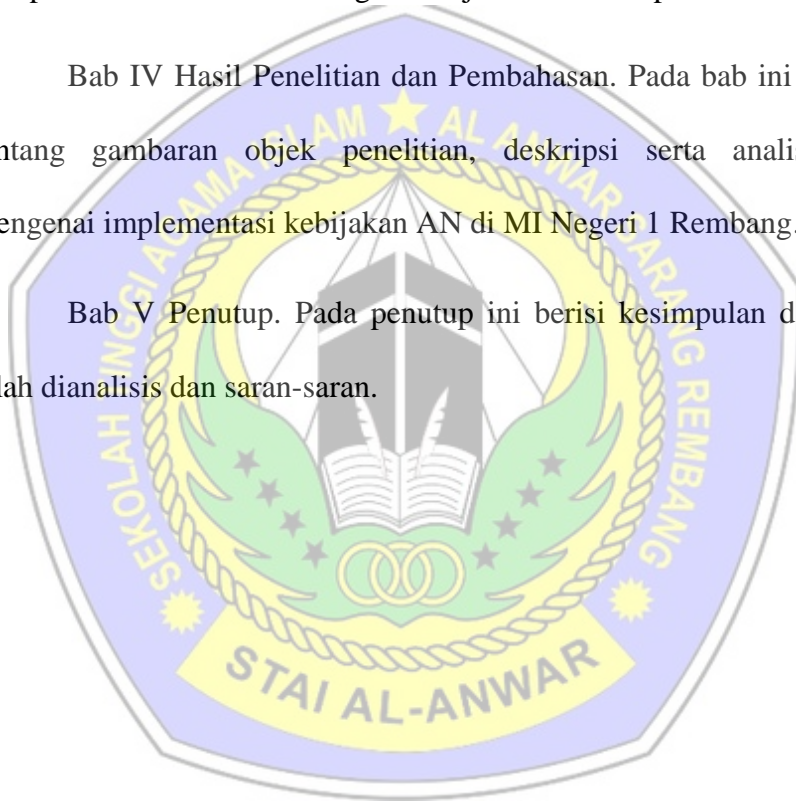 Bab IV Hasil Penelitian dan Pembahasan. Pada bab ini
ntang gambaran objek penelitian, deskripsi serta analis
engenai implementasi kebijakan AN di MI Negeri 1 Rembang.
Bab V Penutup. Pada penutup ini berisi kesimpulan d
lah dianalisis dan saran-saran.
SEKOLAH TINGGI AGAMA ISLAM ★ AL ANWAR SARANG REMBANG
STAI AL-ANWAR